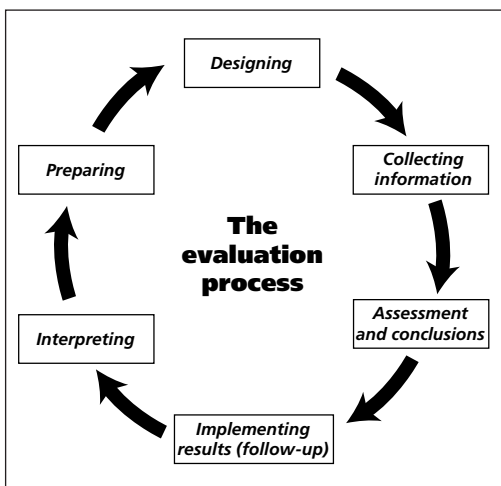 Designing
Collecting
information
Assessment
and conclusions
Implementing
results (follow-up)
Interpreting
Preparing
The
evaluation
process